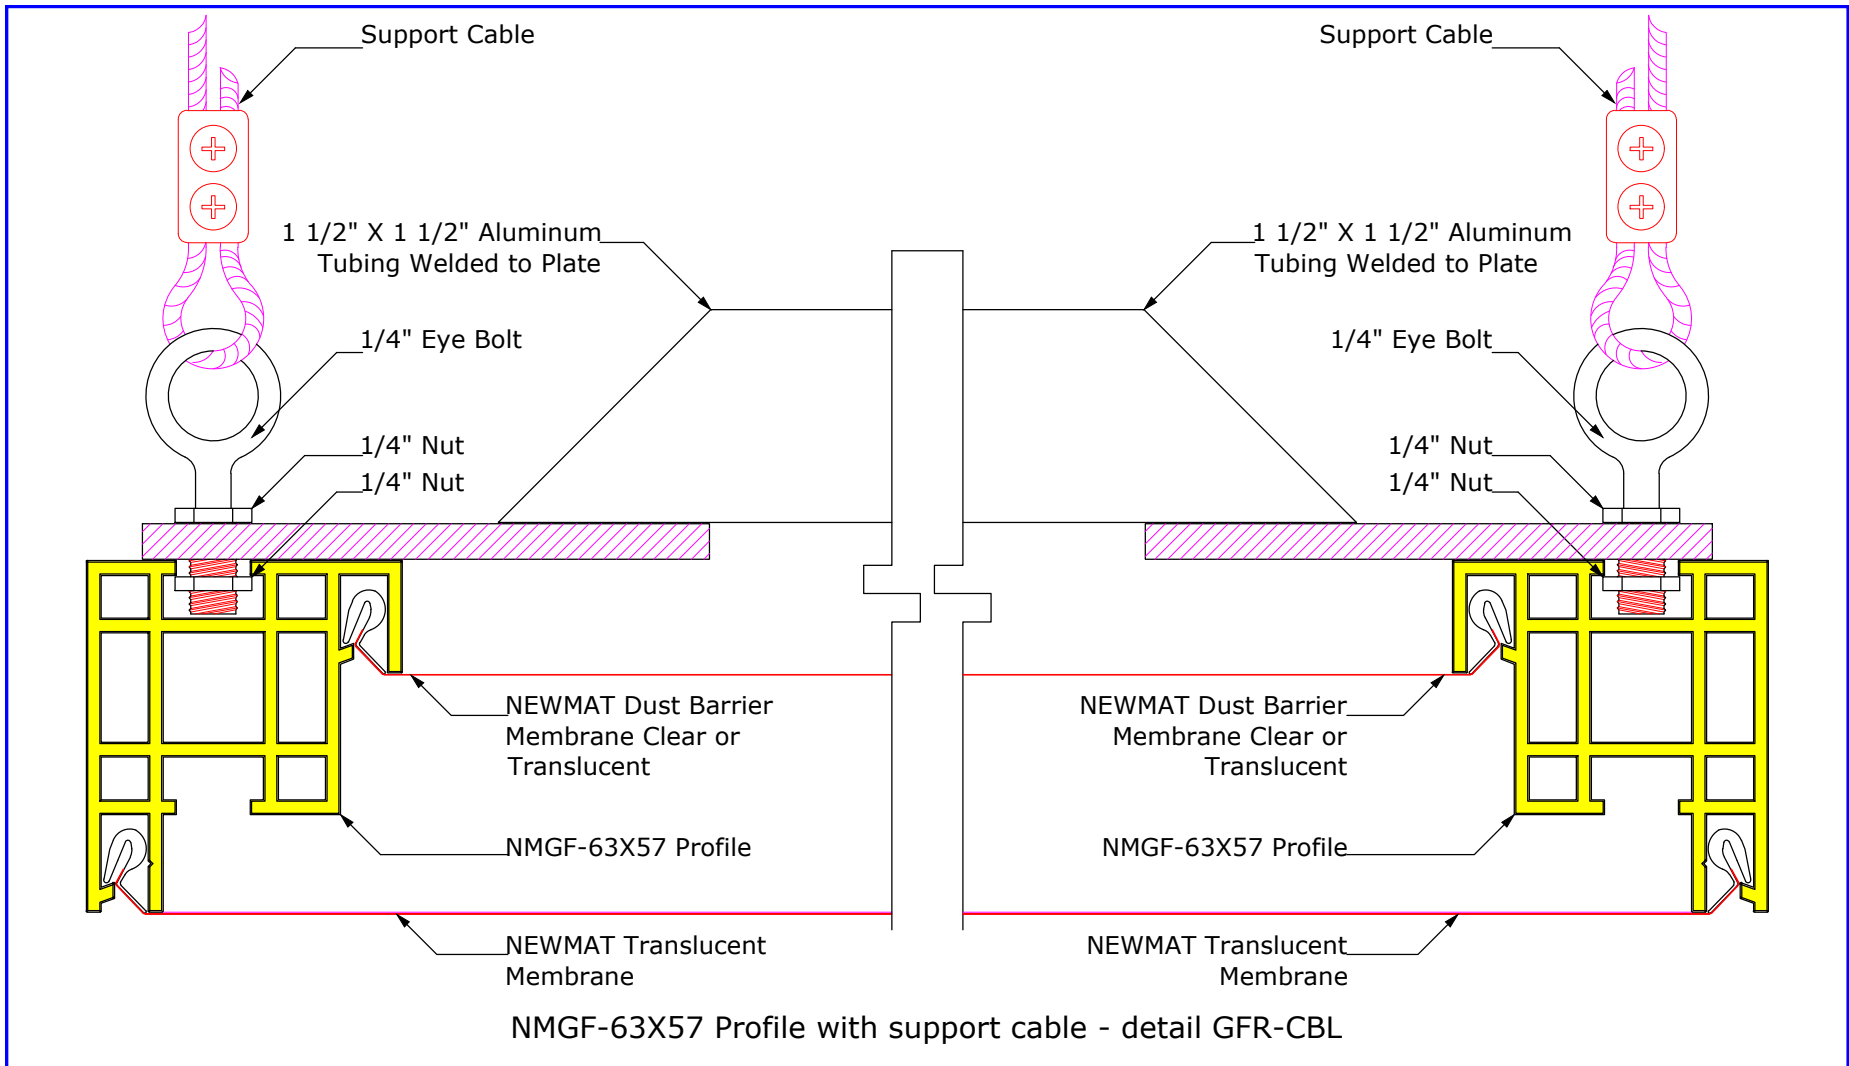 Support Cable
Support Cable
1 1/2" X 1 1/2" Aluminum
Tubing Welded to Plate
1 1/2" X 1 1/2" Aluminum
Tubing Welded to Plate
1/4" Eye Bolt
1/4" Eye Bolt
1/4" Nut
1/4" Nut
1/4" Nut
1/4" Nut
NEWMAT Dust Barrier
Membrane Clear or
Translucent
NEWMAT Dust Barrier
Membrane Clear or
Translucent
NMGF-63X57 Profile
NMGF-63X57 Profile
NEWMAT Translucent
Membrane
NEWMAT Translucent
Membrane
NMGF-63X57 Profile with support cable - detail GFR-CBL